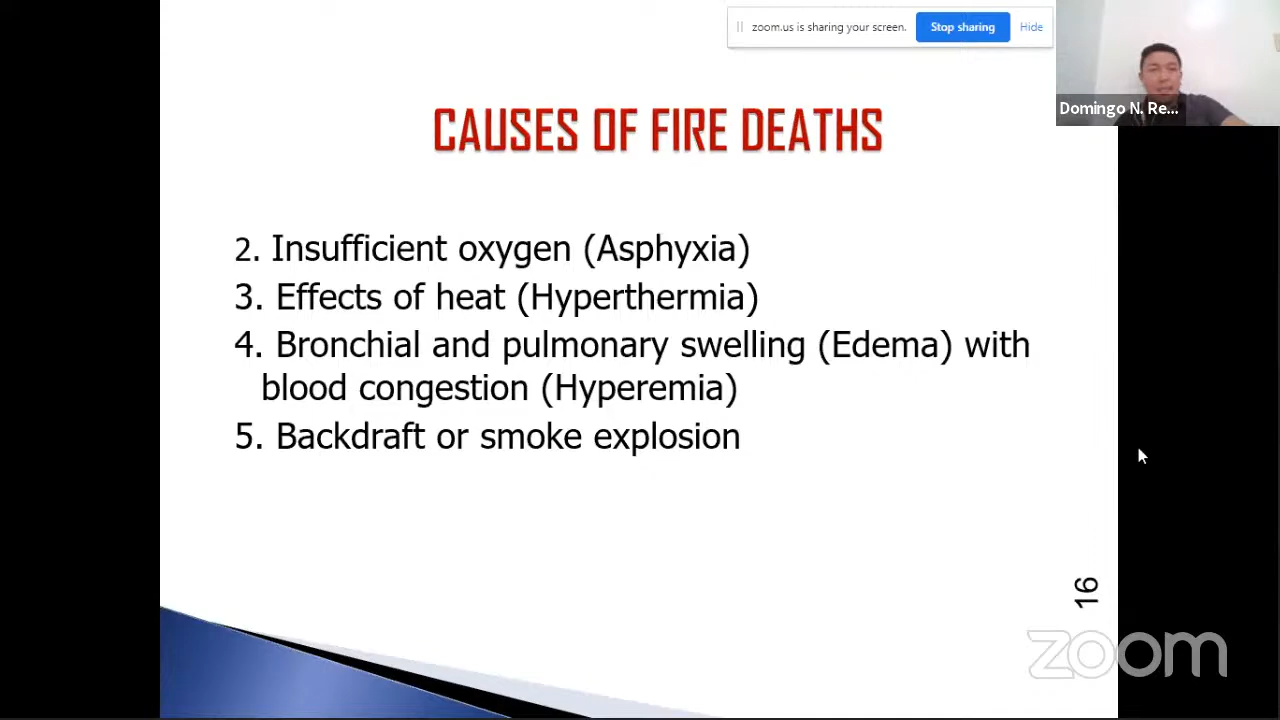 zoom.us is sharing your screen. Stop sharing Hide
Domingo N. Re...
CAUSES OF FIRE DEATHS
2. Insufficient oxygen (Asphyxia)
3. Effects of heat (Hyperthermia)
4. Bronchial and pulmonary swelling (Edema) with
blood congestion (Hyperemia)
5. Backdraft or smoke explosion
16
zoom